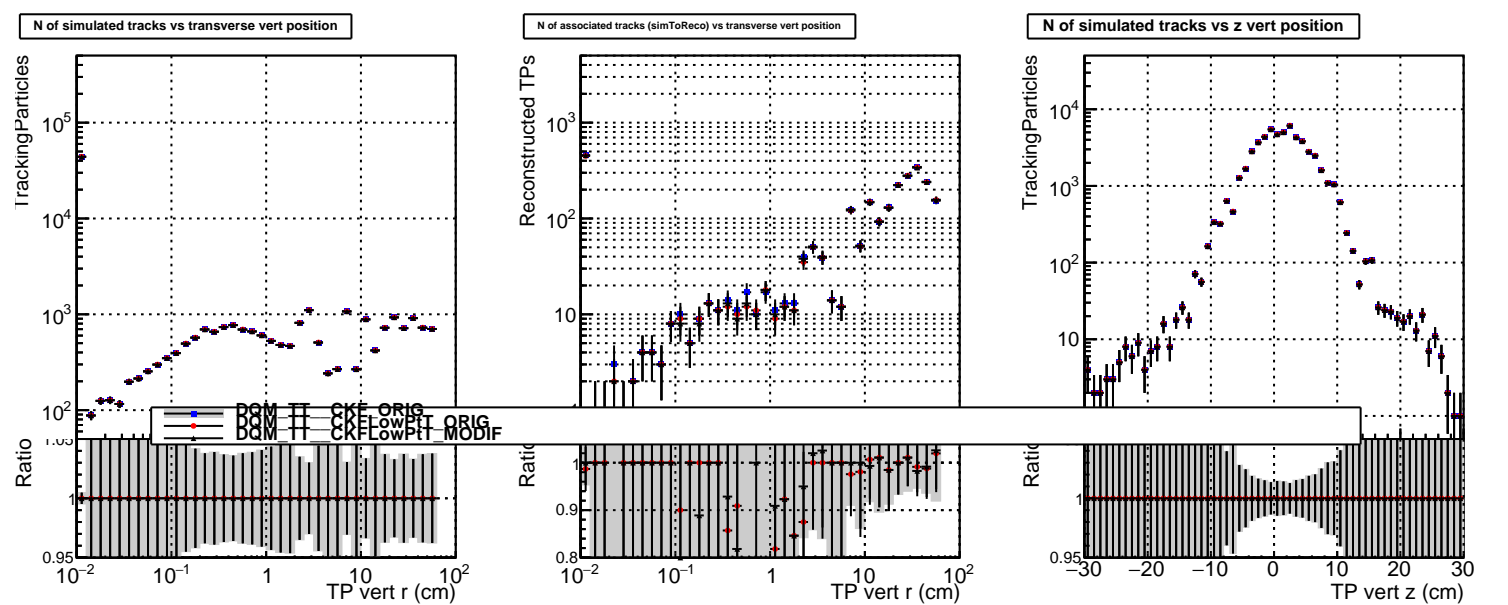 N of simulated tracks vs transverse vert position
TrackingParticles
10^5
10^4
10^3
10^2
Ratio
1
0.95
10^−2
10^−1
1
10
10^2
TP vert r (cm)
N of associated tracks (simToReco) vs transverse vert position
Reconstructed TPs
10^3
10^2
10
Ratio
1
0.9
0.8
10^−2
10^−1
1
10
10^2
TP vert r (cm)
N of simulated tracks vs z vert position
TrackingParticles
10^4
10^3
10^2
10
Ratio
1
0.95
−30
−20
−10
0
10
20
30
TP vert z (cm)
DQM_TT__CKF_ORIG
DQM_TT__CKFLowPtT_ORIG
DQM_TT__CKFLowPtT_MODIF